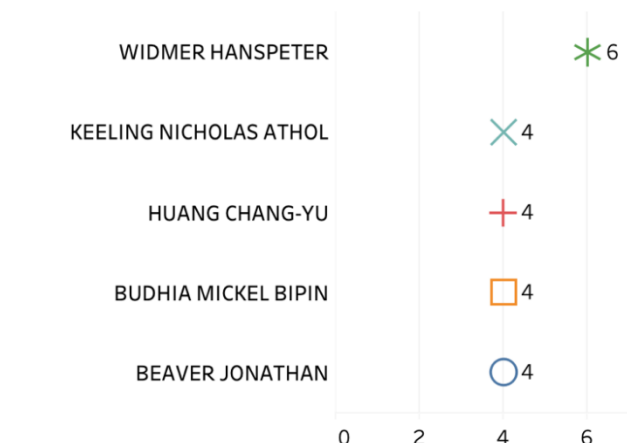 WIDMER HANSPETER 6
KEELING NICHOLAS ATHOL 4
HUANG CHANG-YU 4
BUDHIA MICKEL BIPIN 4
BEAVER JONATHAN 4
0 2 4 6